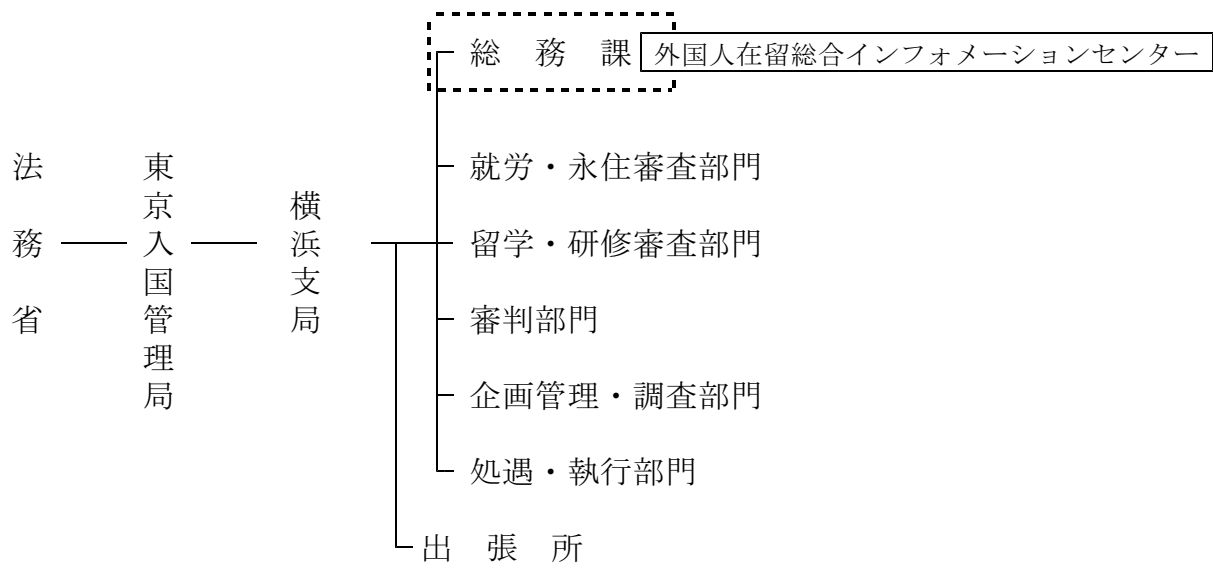 法務省
東京入国管理局
横浜支局
総務課
外国人在留総合インフォメーションセンター
就労・永住審査部門
留学・研修審査部門
審判部門
企画管理・調査部門
処遇・執行部門
出張所